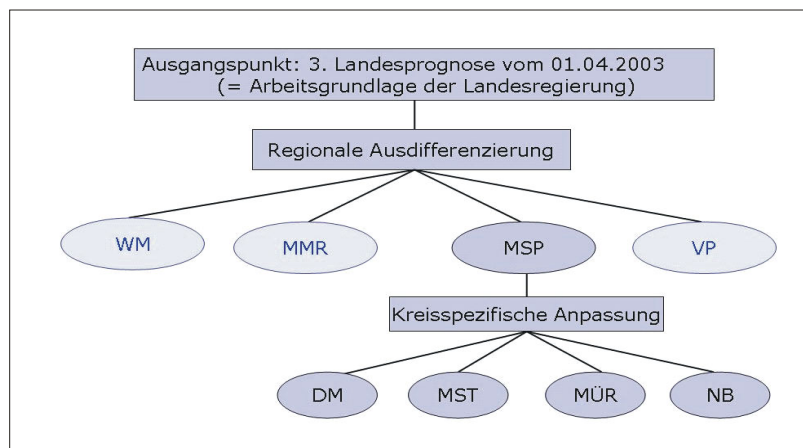 Ausgangspunkt: 3. Landesprognose vom 01.04.2003
(= Arbeitsgrundlage der Landesregierung)
Regionale Ausdifferenzierung
WM MMR MSP VP
Kreisspezifische Anpassung
DM MST MÜR NB